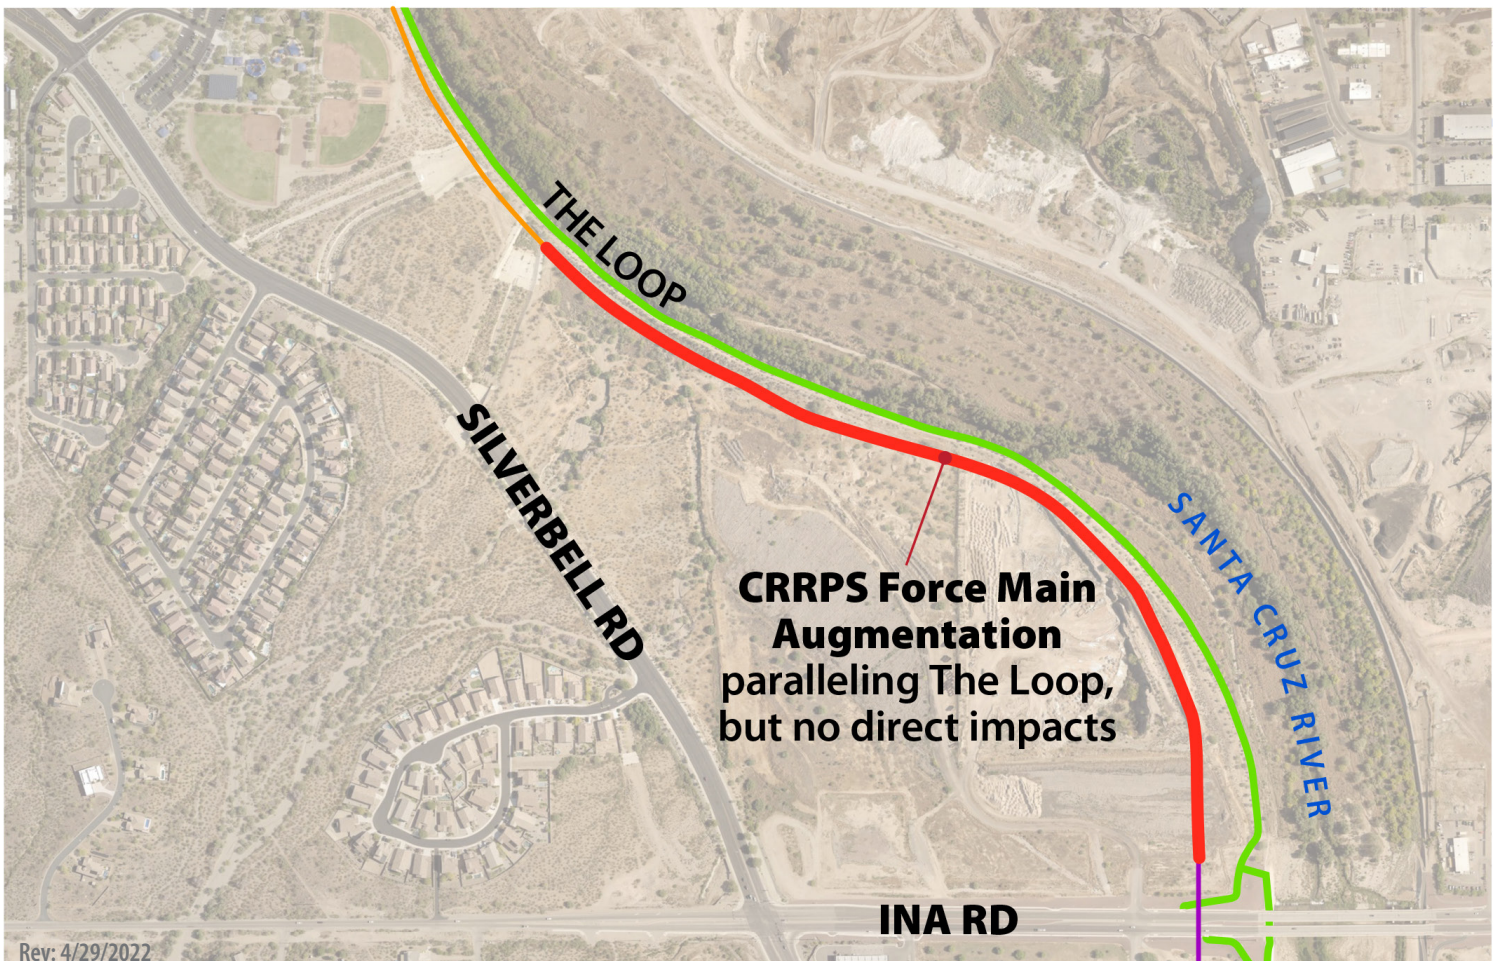 THE LOOP
SILVERBELL RD
SANTA CRUZ RIVER
CRRPS Force Main
Augmentation
paralleling The Loop,
but no direct impacts
INA RD
Rev: 4/29/2022